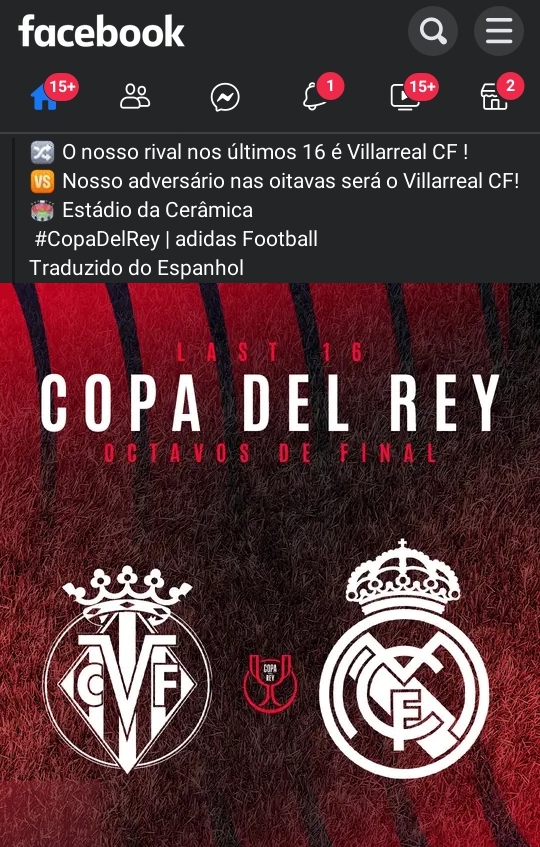 facebook
15+
1
15+
2
🔀 O nosso rival nos últimos 16 é Villarreal CF !
🆚 Nosso adversário nas oitavas será o Villarreal CF!
🏟️ Estádio da Cerâmica
#CopaDelRey | adidas Football
Traduzido do Espanhol
LAST 16
COPA DEL REY
OCTAVOS DE FINAL
CVF
COPA
DEL
REY
MCF